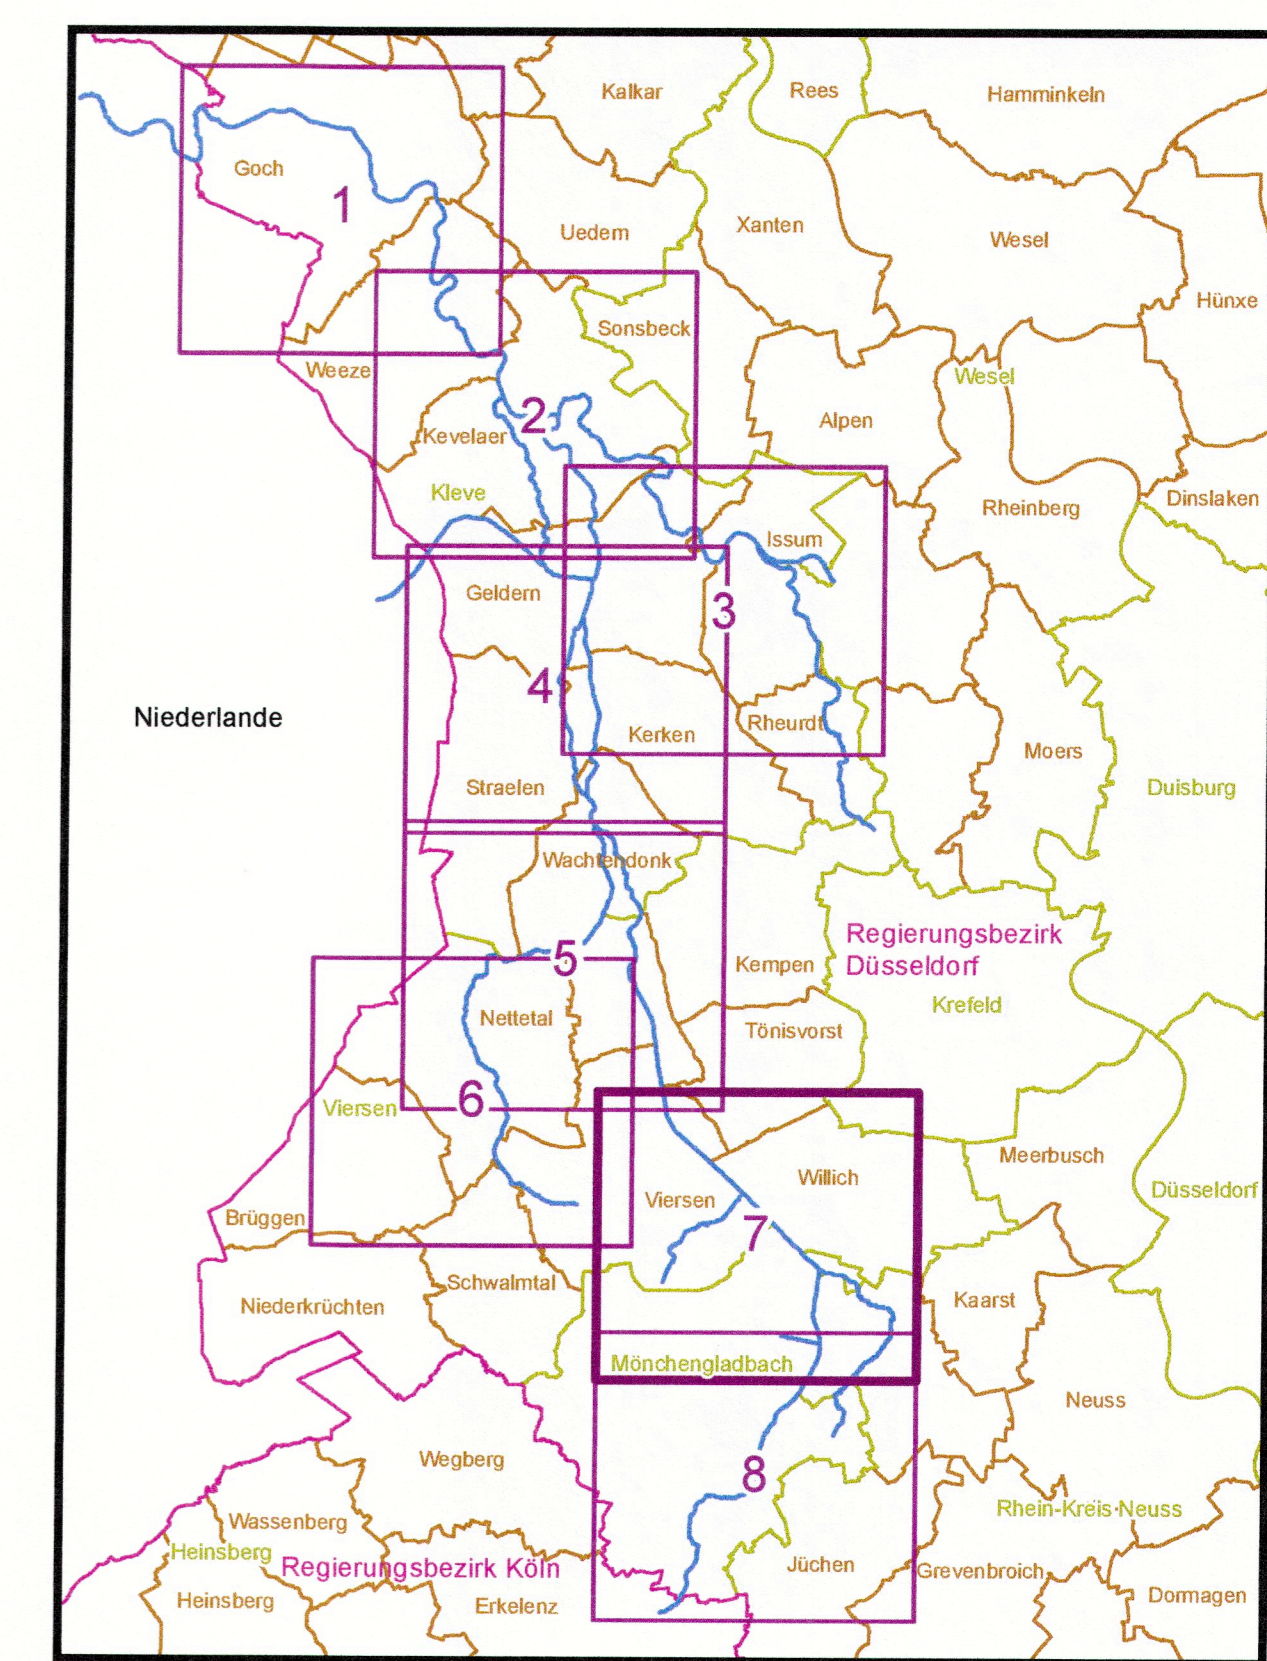 Kalkar
Rees
Hamminkeln
Goch
1
Uedem
Xanten
Wesel
Hünxe
Sonsbeck
Weeze
Wesel
2
Kevelaer
Alpen
Kleve
Rheinberg
Dinslaken
Issum
Geldern
3
4
Niederlande
Kerken
Rheurdt
Moers
Straelen
Duisburg
Wachtendonk
Regierungsbezirk
Düsseldorf
5
Kempen
Krefeld
Nettetal
Tönisvorst
6
Viersen
Meerbusch
Willich
Düsseldorf
Viersen
Brüggen
7
Schwalmtal
Niederkrüchten
Kaarst
Mönchengladbach
Neuss
Wegberg
8
Rhein-Kreis-Neuss
Wassenberg
Heinsberg
Regierungsbezirk Köln
Jüchen
Grevenbroich
Heinsberg
Erkelenz
Dormagen